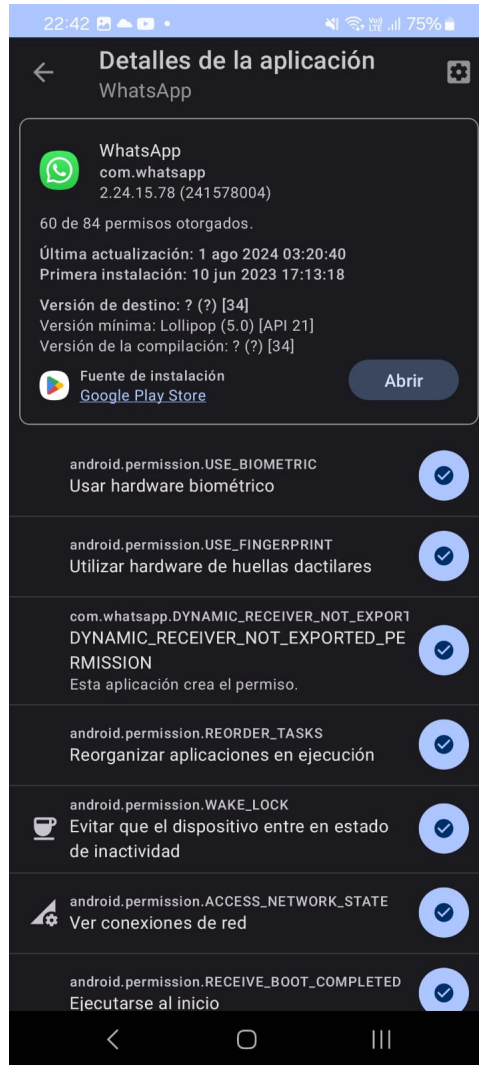 22:42
VoLTE 75%
Detalles de la aplicación
WhatsApp
WhatsApp
com.whatsapp
2.24.15.78 (241578004)
60 de 84 permisos otorgados.
Última actualización: 1 ago 2024 03:20:40
Primera instalación: 10 jun 2023 17:13:18
Versión de destino: ? (?) [34]
Versión mínima: Lollipop (5.0) [API 21]
Versión de la compilación: ? (?) [34]
Fuente de instalación
Google Play Store
Abrir
android.permission.USE_BIOMETRIC
Usar hardware biométrico
android.permission.USE_FINGERPRINT
Utilizar hardware de huellas dactilares
com.whatsapp.DYNAMIC_RECEIVER_NOT_EXPORT
DYNAMIC_RECEIVER_NOT_EXPORTED_PE
RMISSION
Esta aplicación crea el permiso.
android.permission.REORDER_TASKS
Reorganizar aplicaciones en ejecución
android.permission.WAKE_LOCK
Evitar que el dispositivo entre en estado
de inactividad
android.permission.ACCESS_NETWORK_STATE
Ver conexiones de red
android.permission.RECEIVE_BOOT_COMPLETED
Ejecutarse al inicio